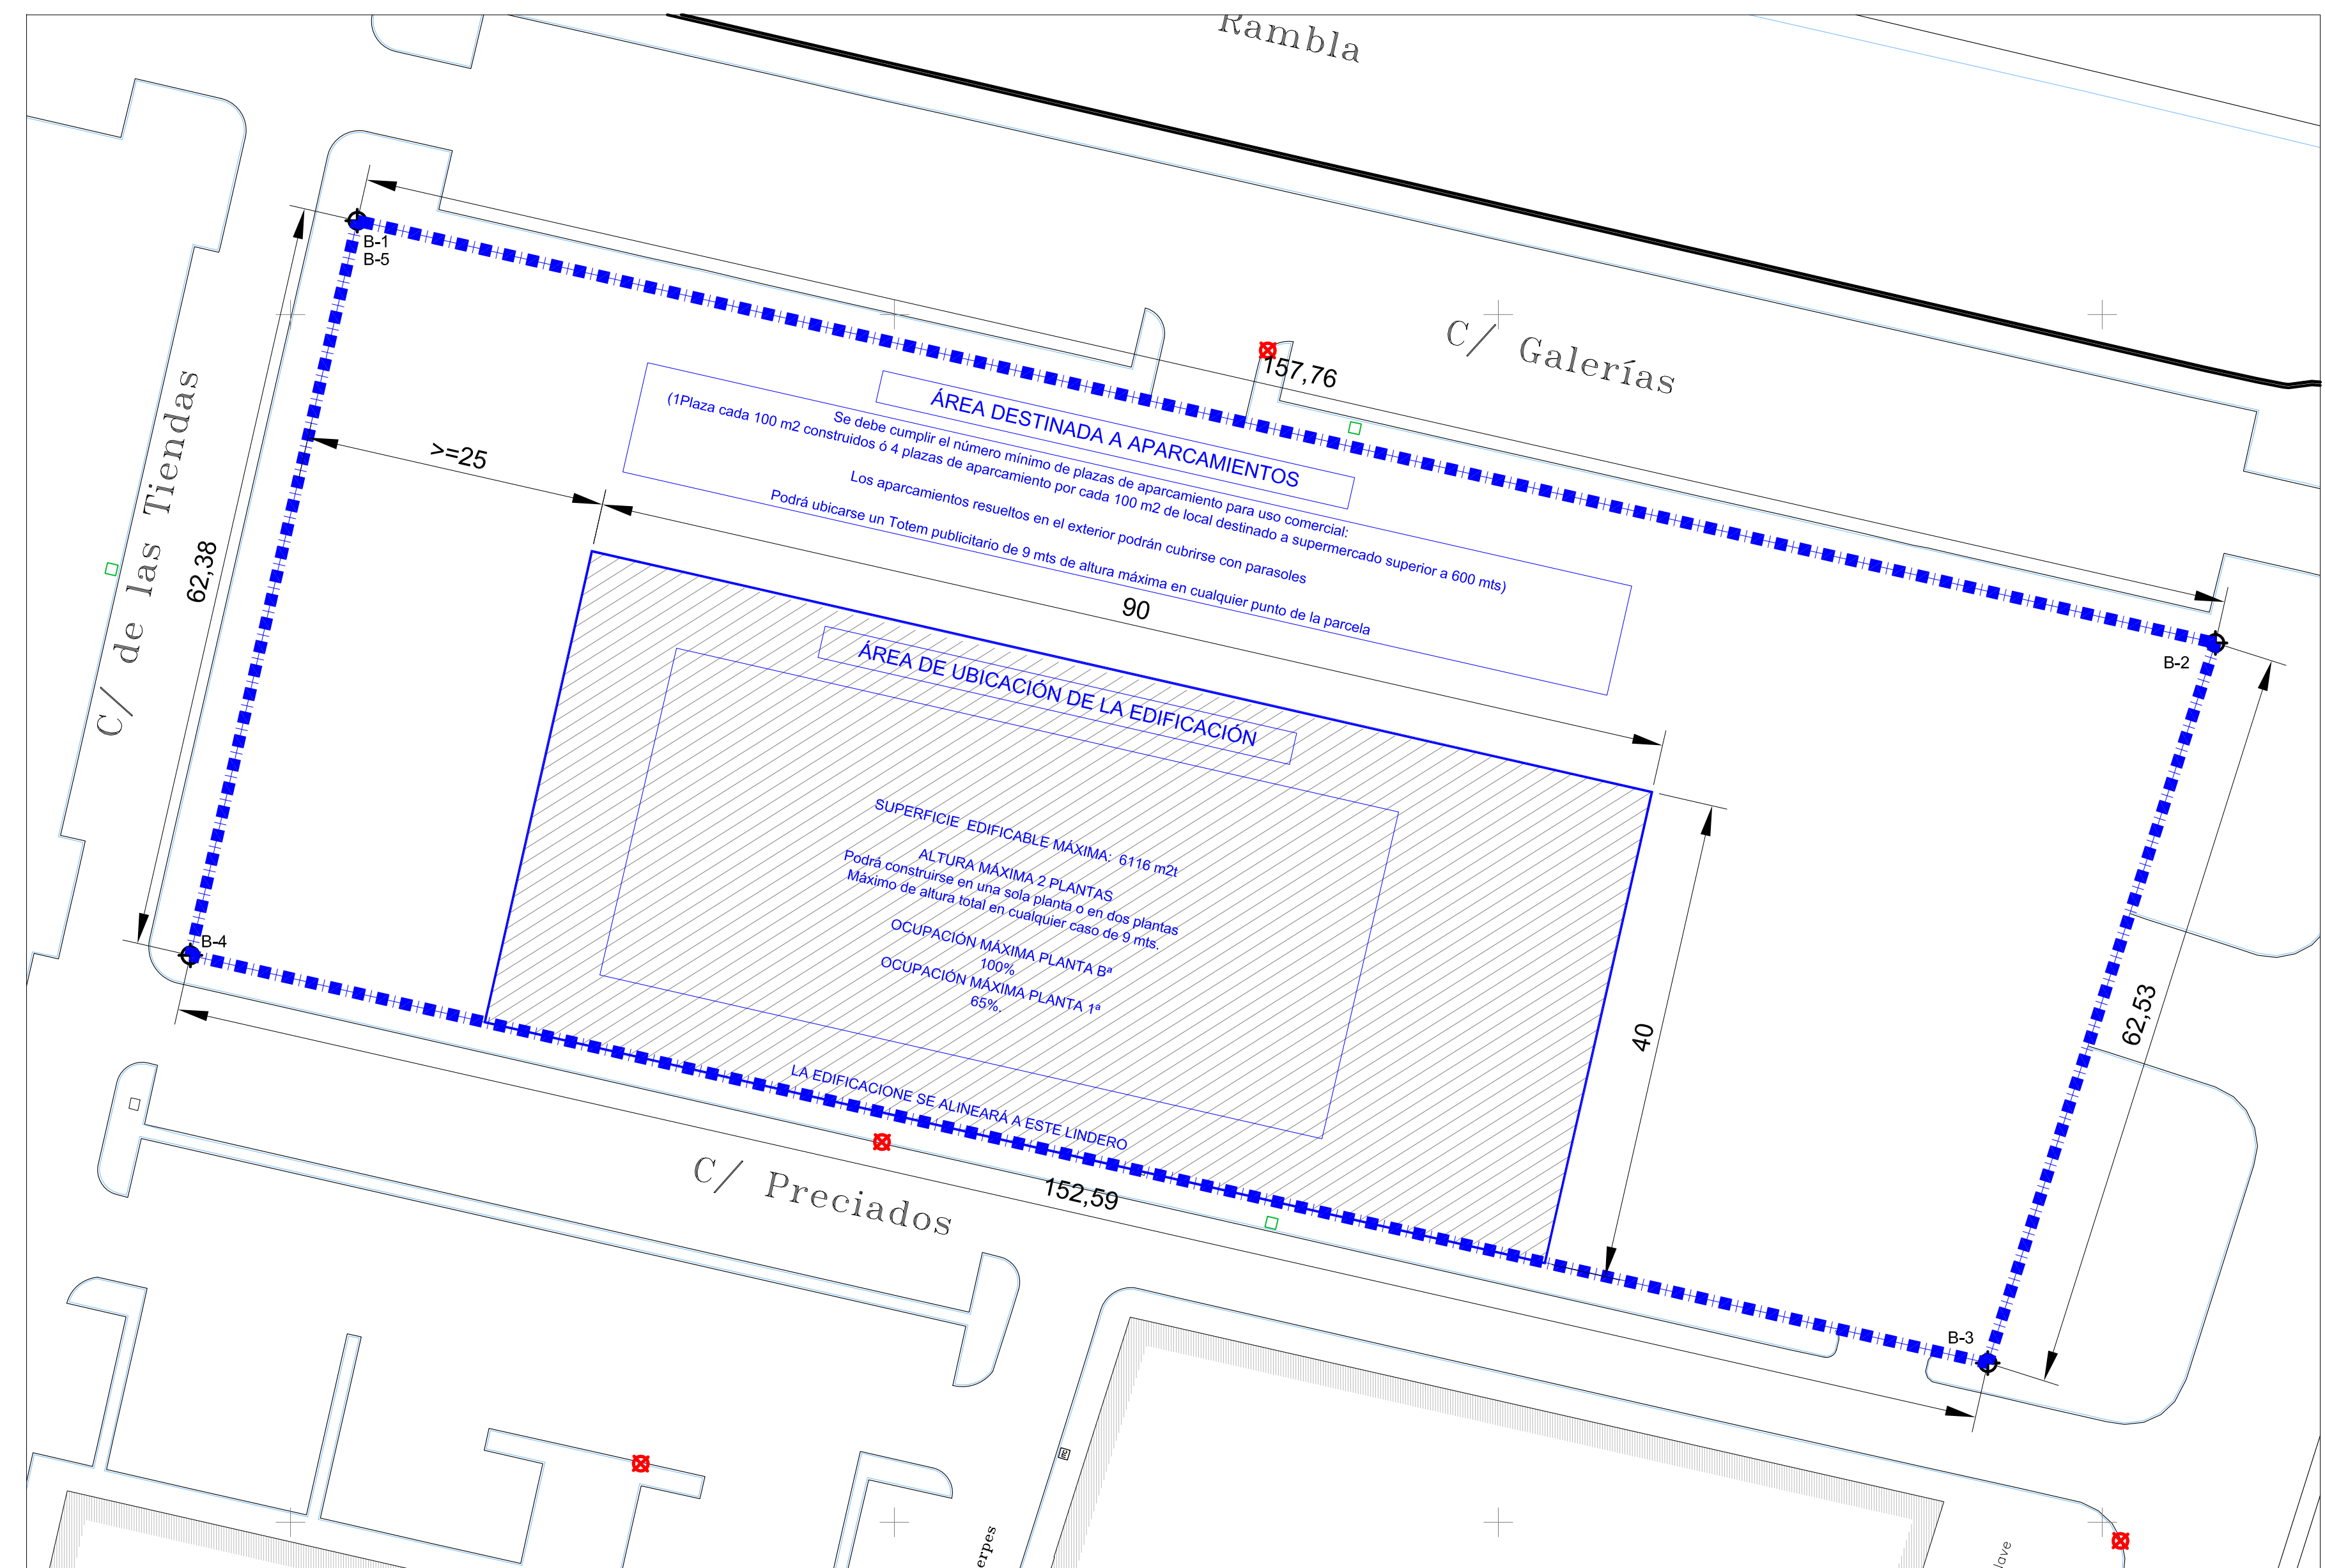 Rambla
C/ Galerías
157,76
B-1
B-5
C/ de las Tiendas
62,38
>=25
ÁREA DESTINADA A APARCAMIENTOS
Se debe cumplir el número mínimo de plazas de aparcamiento para uso comercial:
(1Plaza cada 100 m2 construidos ó 4 plazas de aparcamiento por cada 100 m2 de local destinado a supermercado superior a 600 mts)
Los aparcamientos resueltos en el exterior podrán cubrirse con parasoles
Podrá ubicarse un Totem publicitario de 9 mts de altura máxima en cualquier punto de la parcela
90
B-2
ÁREA DE UBICACIÓN DE LA EDIFICACIÓN
SUPERFICIE EDIFICABLE MÁXIMA: 6116 m2t
ALTURA MÁXIMA 2 PLANTAS
Podrá construirse en una sola planta o en dos plantas
Máximo de altura total en cualquier caso de 9 mts.
OCUPACIÓN MÁXIMA PLANTA Bª
100%
OCUPACIÓN MÁXIMA PLANTA 1ª
65%.
LA EDIFICACIONE SE ALINEARÁ A ESTE LINDERO
40
62,53
B-4
B-3
C/ Preciados
152,59
erpes
lave